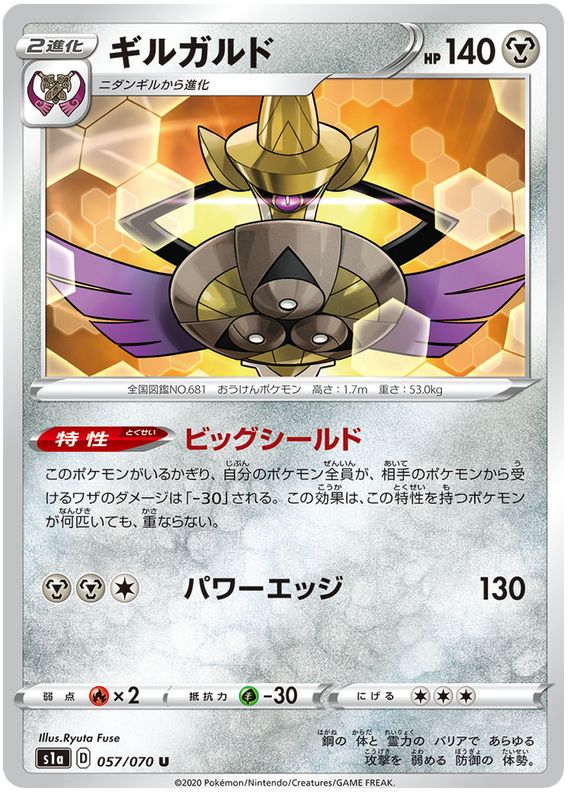 2進化
ギルガルド
HP 140
ニダンギルから進化
全国図鑑NO.681 おうけんポケモン 高さ:1.7m 重さ:53.0kg
特性 とくせい ビッグシールド
このポケモンがいるかぎり、自分のポケモン全員が、相手のポケモンから受
けるワザのダメージは「-30」される。この効果は、この特性を持つポケモン
が何匹いても、重ならない。
パワーエッジ 130
弱点 ×2 抵抗力 -30 にげる
Illus.Ryuta Fuse
鋼の 体と 霊力の バリアで あらゆる
攻撃を 弱める 防御の 体勢。
s1a D 057/070 U
©2020 Pokémon/Nintendo/Creatures/GAME FREAK.